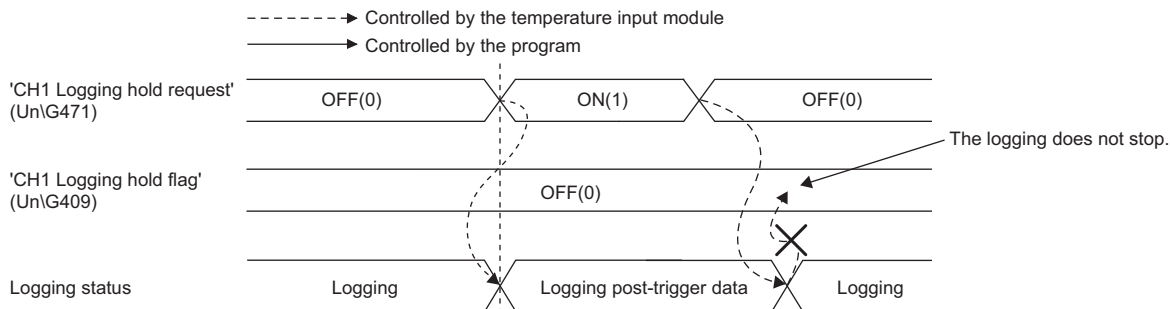 Controlled by the temperature input module
Controlled by the program
'CH1 Logging hold request'
(Un\G471)
OFF(0)
ON(1)
OFF(0)
The logging does not stop.
'CH1 Logging hold flag'
(Un\G409)
OFF(0)
Logging status
Logging
Logging post-trigger data
Logging